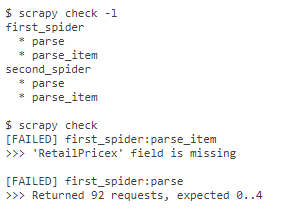 $ scrapy check -l
first_spider
* parse
* parse_item
second_spider
* parse
* parse_item
$ scrapy check
[FAILED] first_spider:parse_item
>>> 'RetailPricex' field is missing
[FAILED] first_spider:parse
>>> Returned 92 requests, expected 0..4